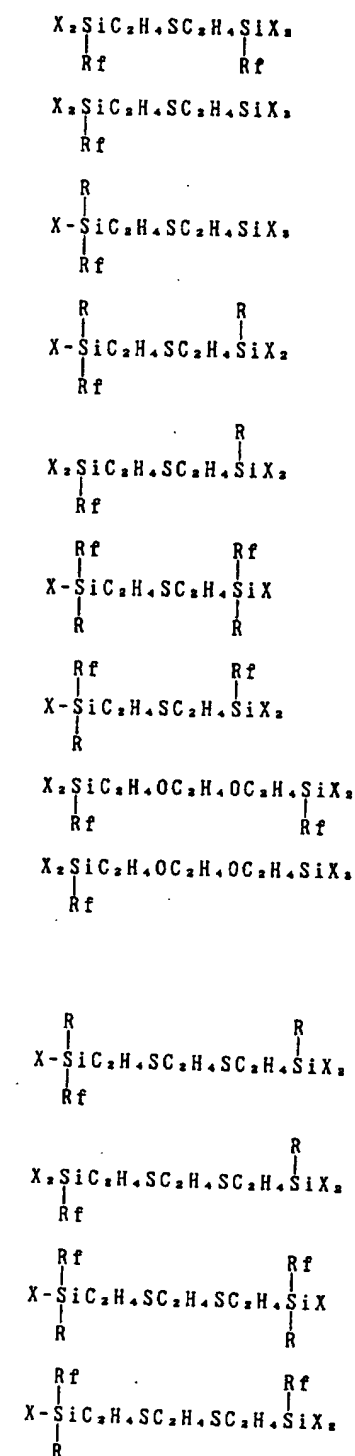 X₂SiC₂H₄SC₂H₄SiX₂
Rf Rf
X₂SiC₂H₄SC₂H₄SiX₃
Rf
R
X-SiC₂H₄SC₂H₄SiX₃
Rf
R R
X-SiC₂H₄SC₂H₄SiX₂
Rf
R
X₂SiC₂H₄SC₂H₄SiX₂
Rf
Rf Rf
X-SiC₂H₄SC₂H₄SiX
R R
Rf Rf
X-SiC₂H₄SC₂H₄SiX₂
R
X₂SiC₂H₄OC₂H₄OC₂H₄SiX₂
Rf Rf
X₂SiC₂H₄OC₂H₄OC₂H₄SiX₃
Rf
R R
X-SiC₂H₄SC₂H₄SC₂H₄SiX₂
Rf
R
X₂SiC₂H₄SC₂H₄SC₂H₄SiX₂
Rf
Rf Rf
X-SiC₂H₄SC₂H₄SC₂H₄SiX
R R
Rf Rf
X-SiC₂H₄SC₂H₄SC₂H₄SiX₂
R